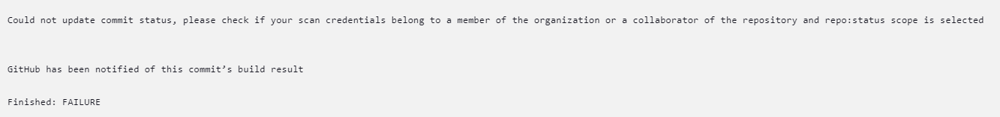 Could not update commit status, please check if your scan credentials belong to a member of the organization or a collaborator of the repository and repo:status scope is selected
GitHub has been notified of this commit’s build result
Finished: FAILURE